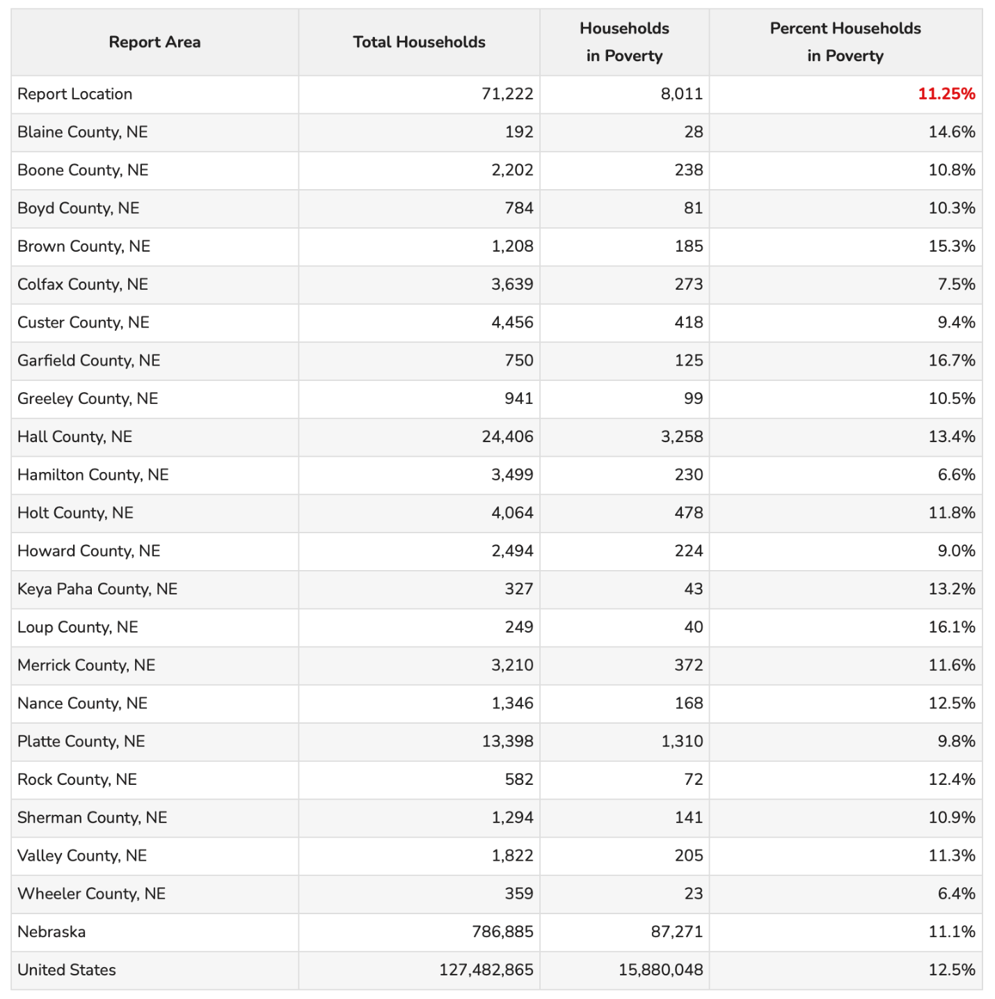 Report Area Total Households Households in Poverty Percent Households in Poverty
Report Location 71,222 8,011 11.25%
Blaine County, NE 192 28 14.6%
Boone County, NE 2,202 238 10.8%
Boyd County, NE 784 81 10.3%
Brown County, NE 1,208 185 15.3%
Colfax County, NE 3,639 273 7.5%
Custer County, NE 4,456 418 9.4%
Garfield County, NE 750 125 16.7%
Greeley County, NE 941 99 10.5%
Hall County, NE 24,406 3,258 13.4%
Hamilton County, NE 3,499 230 6.6%
Holt County, NE 4,064 478 11.8%
Howard County, NE 2,494 224 9.0%
Keya Paha County, NE 327 43 13.2%
Loup County, NE 249 40 16.1%
Merrick County, NE 3,210 372 11.6%
Nance County, NE 1,346 168 12.5%
Platte County, NE 13,398 1,310 9.8%
Rock County, NE 582 72 12.4%
Sherman County, NE 1,294 141 10.9%
Valley County, NE 1,822 205 11.3%
Wheeler County, NE 359 23 6.4%
Nebraska 786,885 87,271 11.1%
United States 127,482,865 15,880,048 12.5%